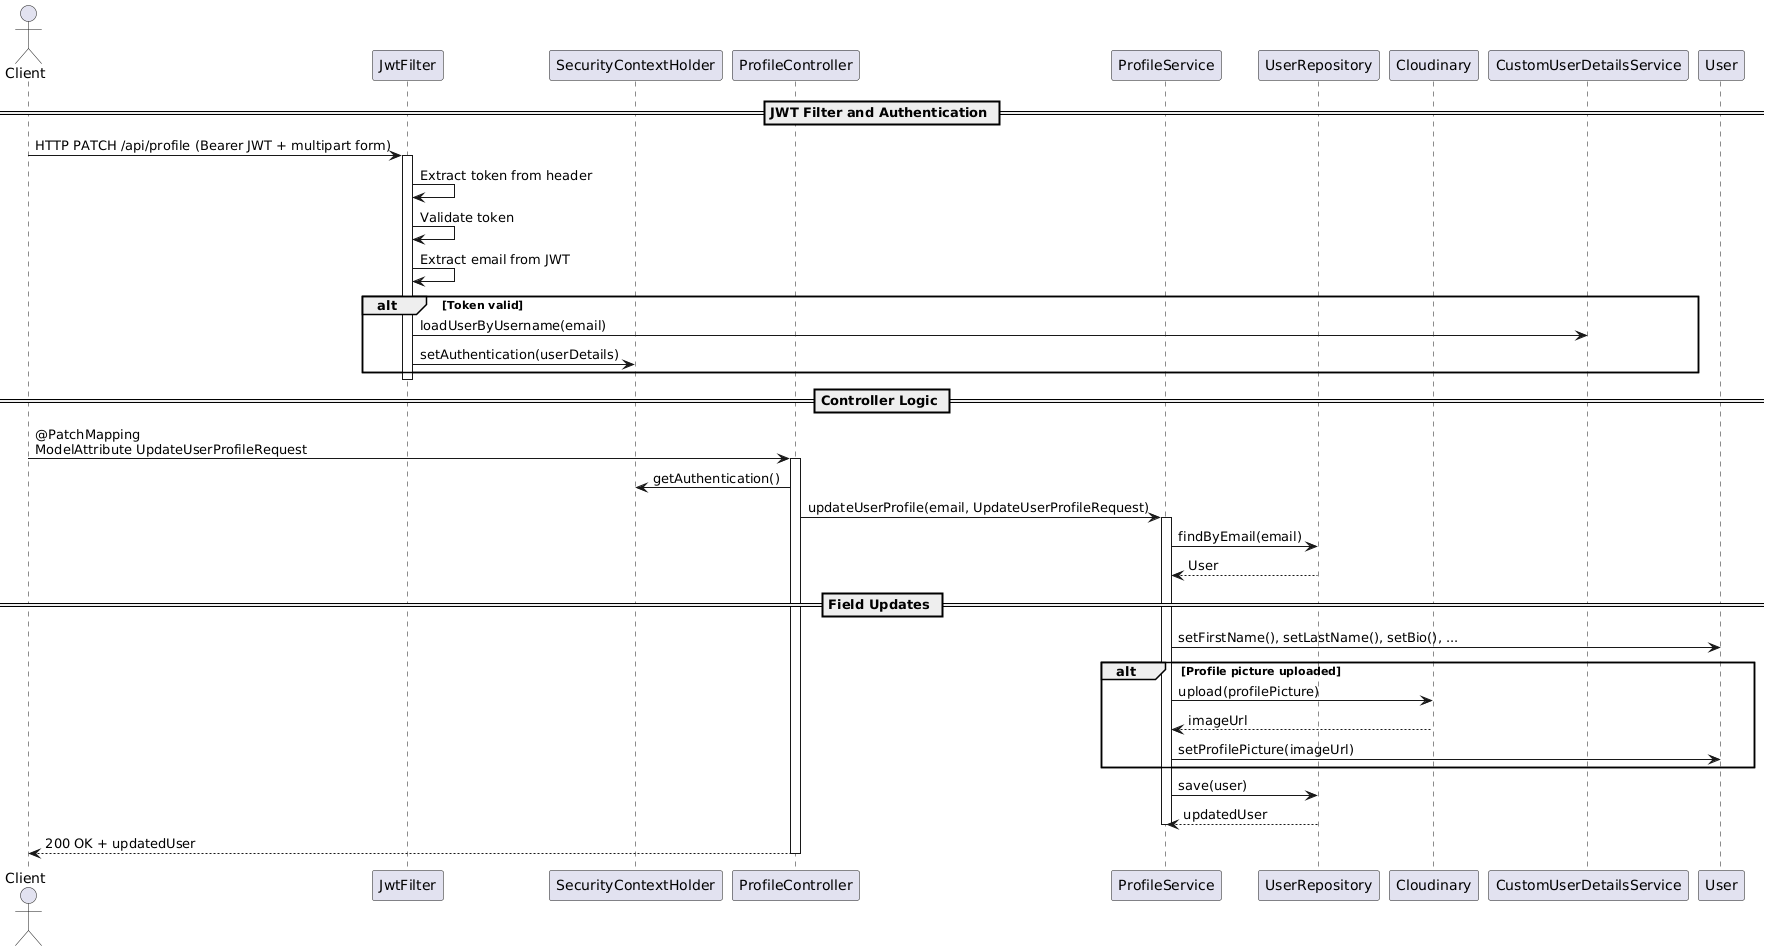 Client
JwtFilter
SecurityContextHolder
ProfileController
ProfileService
UserRepository
Cloudinary
CustomUserDetailsService
User
JWT Filter and Authentication
HTTP PATCH /api/profile (Bearer JWT + multipart form)
Extract token from header
Validate token
Extract email from JWT
alt
[Token valid]
loadUserByUsername(email)
setAuthentication(userDetails)
Controller Logic
@PatchMapping
ModelAttribute UpdateUserProfileRequest
getAuthentication()
updateUserProfile(email, UpdateUserProfileRequest)
findByEmail(email)
User
Field Updates
setFirstName(), setLastName(), setBio(), ...
alt
[Profile picture uploaded]
upload(profilePicture)
imageUrl
setProfilePicture(imageUrl)
save(user)
updatedUser
200 OK + updatedUser
Client
JwtFilter
SecurityContextHolder
ProfileController
ProfileService
UserRepository
Cloudinary
CustomUserDetailsService
User